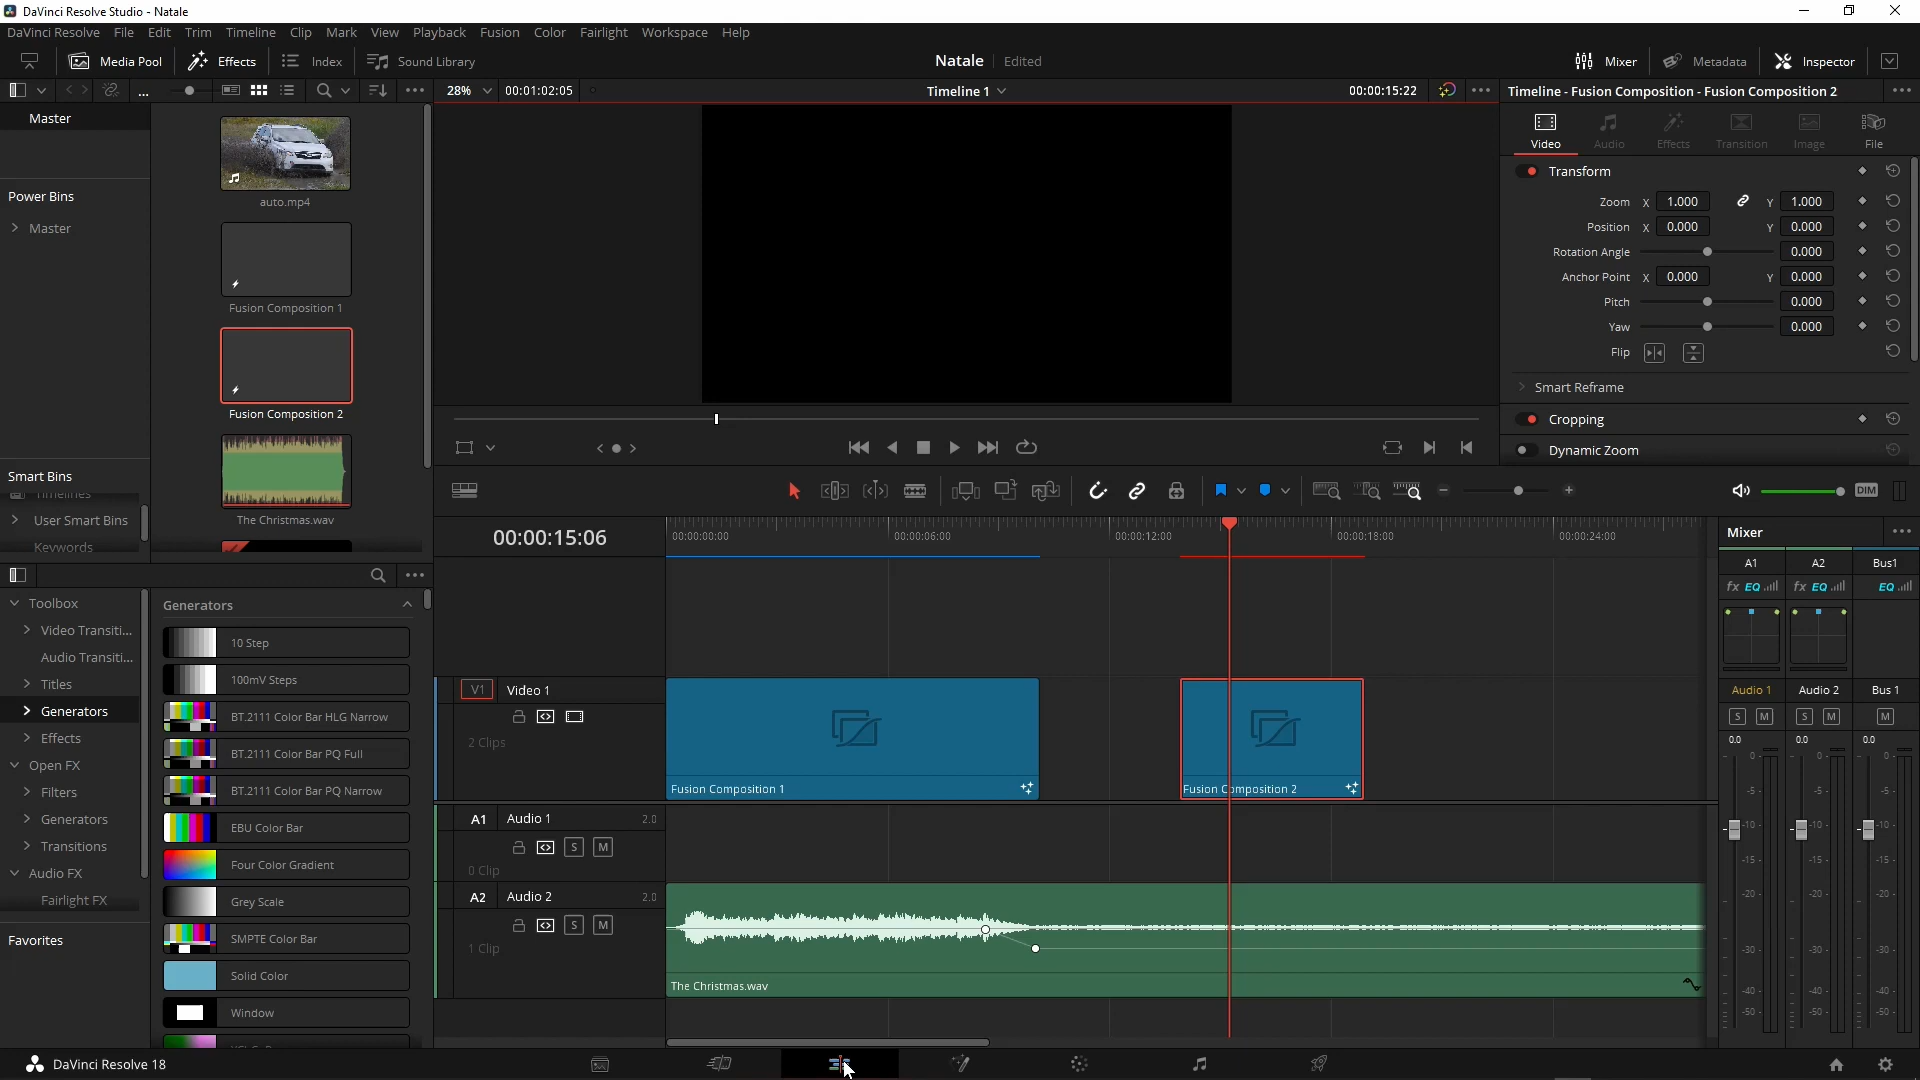 DaVinci Resolve Studio - Natale
DaVinci Resolve File Edit Trim Timeline Clip Mark View Playback Fusion Color Fairlight Workspace Help
Media Pool Effects Index Sound Library Natale Edited Mixer Metadata Inspector
... 28% 00:01:02:05 Timeline 1 00:00:15:22 Timeline - Fusion Composition - Fusion Composition 2
Master
Power Bins
Master
Smart Bins
Timelines
User Smart Bins
Keywords
auto.mp4
Fusion Composition 1
Fusion Composition 2
The Christmas.wav
Video Audio Effects Transition Image File
Transform
Zoom X 1.000 Y 1.000
Position X 0.000 Y 0.000
Rotation Angle 0.000
Anchor Point X 0.000 Y 0.000
Pitch 0.000
Yaw 0.000
Flip
Smart Reframe
Cropping
Dynamic Zoom
DIM
Toolbox
Video Transiti...
Audio Transiti...
Titles
Generators
Effects
Open FX
Filters
Generators
Transitions
Audio FX
Fairlight FX
Favorites
Generators
10 Step
100mV Steps
BT.2111 Color Bar HLG Narrow
BT.2111 Color Bar PQ Full
BT.2111 Color Bar PQ Narrow
EBU Color Bar
Four Color Gradient
Grey Scale
SMPTE Color Bar
Solid Color
Window
00:00:15:06 00:00:00:00 00:00:06:00 00:00:12:00 00:00:18:00 00:00:24:00
V1 Video 1
2 Clips
Fusion Composition 1 Fusion Composition 2
A1 Audio 1 2.0
S M
0 Clip
A2 Audio 2 2.0
S M
1 Clip
The Christmas.wav
Mixer
A1 A2 Bus1
fx EQ fx EQ EQ
Audio 1 Audio 2 Bus 1
S M S M M
0.0 0.0 0.0
0- 0- 0-
-5- -5- -5-
-10- -10- -10-
-15- -15- -15-
-20- -20- -20-
-30- -30- -30-
-40- -40- -40-
-50- -50- -50-
DaVinci Resolve 18